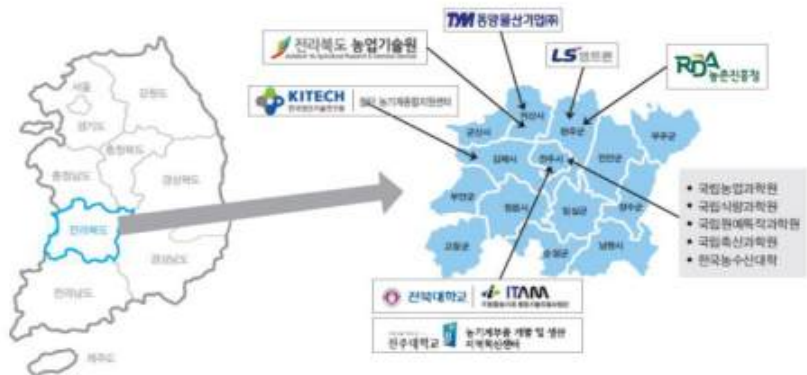 서울
강원도
경기도
충청북도
충청남도
경상북도
전라북도
경상남도
전라남도
제주도
TYM 동양물산기업(주)
전라북도 농업기술원
LS 엠트론
RDA 농촌진흥청
KITECH
한국생산기술연구원
첨단 농기계종합지원센터
군산시
익산시
완주군
무주군
김제시
전주시
진안군
부안군
정읍시
임실군
장수군
고창군
순창군
남원시
• 국립농업과학원
• 국립식량과학원
• 국립원예특작과학원
• 국립축산과학원
• 한국농수산대학
전북대학교
ITAM
전주대학교
농기계부품 개발 및 생산
지역혁신센터